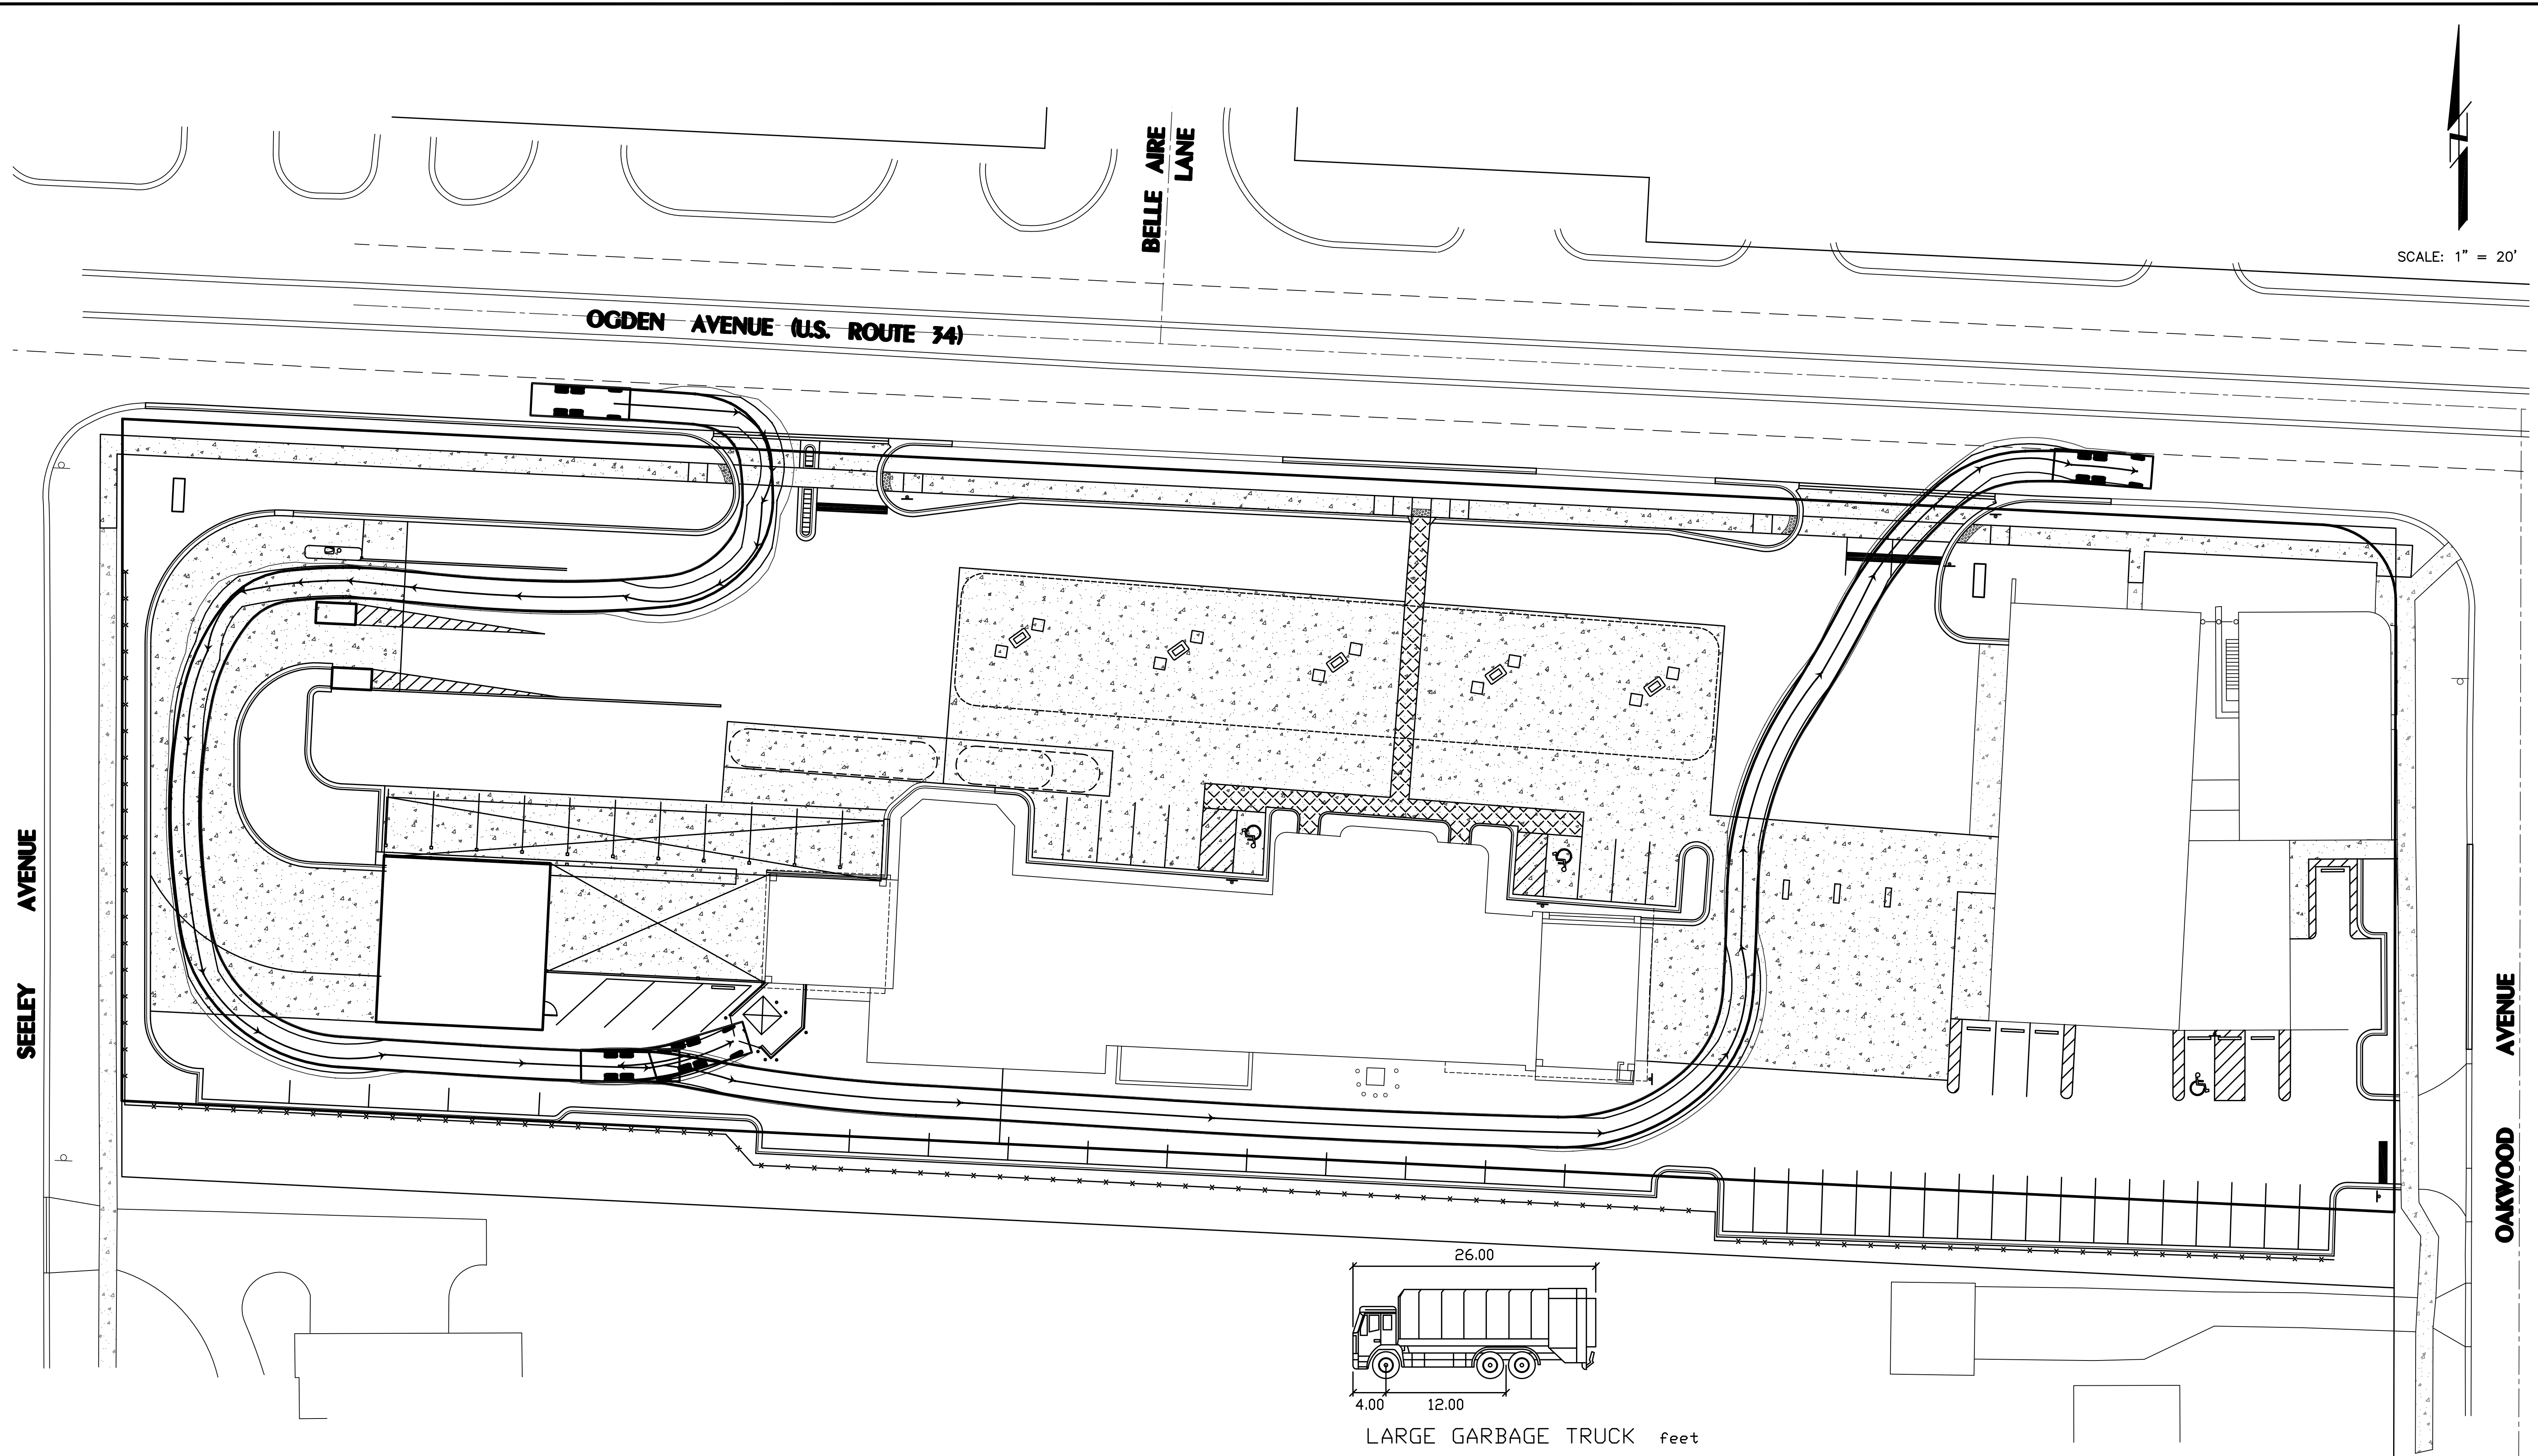 BELLE AIRE
LANE
N
SCALE: 1" = 20'
OGDEN AVENUE (U.S. ROUTE 34)
SEELEY AVENUE
OAKWOOD AVENUE
26.00
4.00 12.00
LARGE GARBAGE TRUCK feet